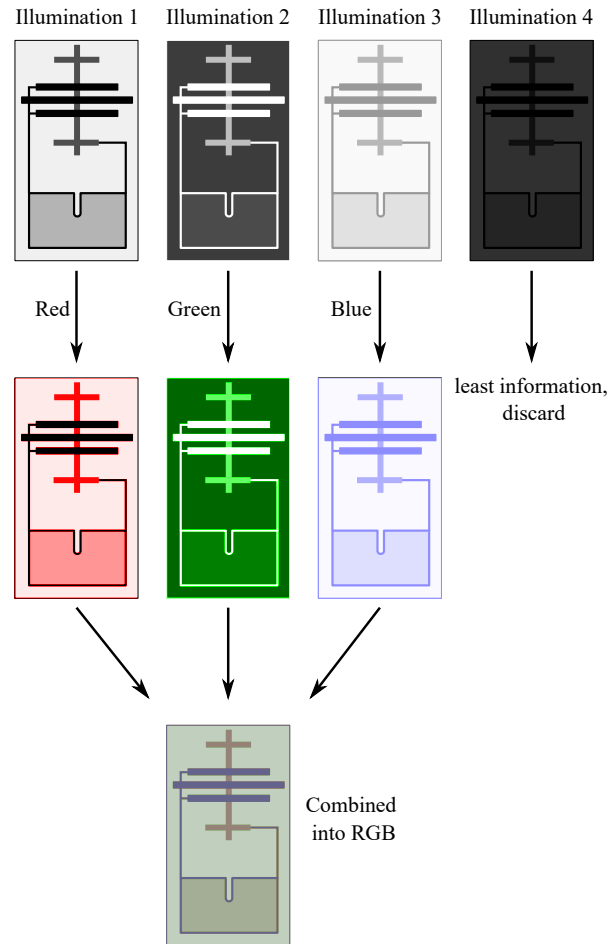 Illumination 1
Illumination 2
Illumination 3
Illumination 4
Red
Green
Blue
least information,
discard
Combined
into RGB